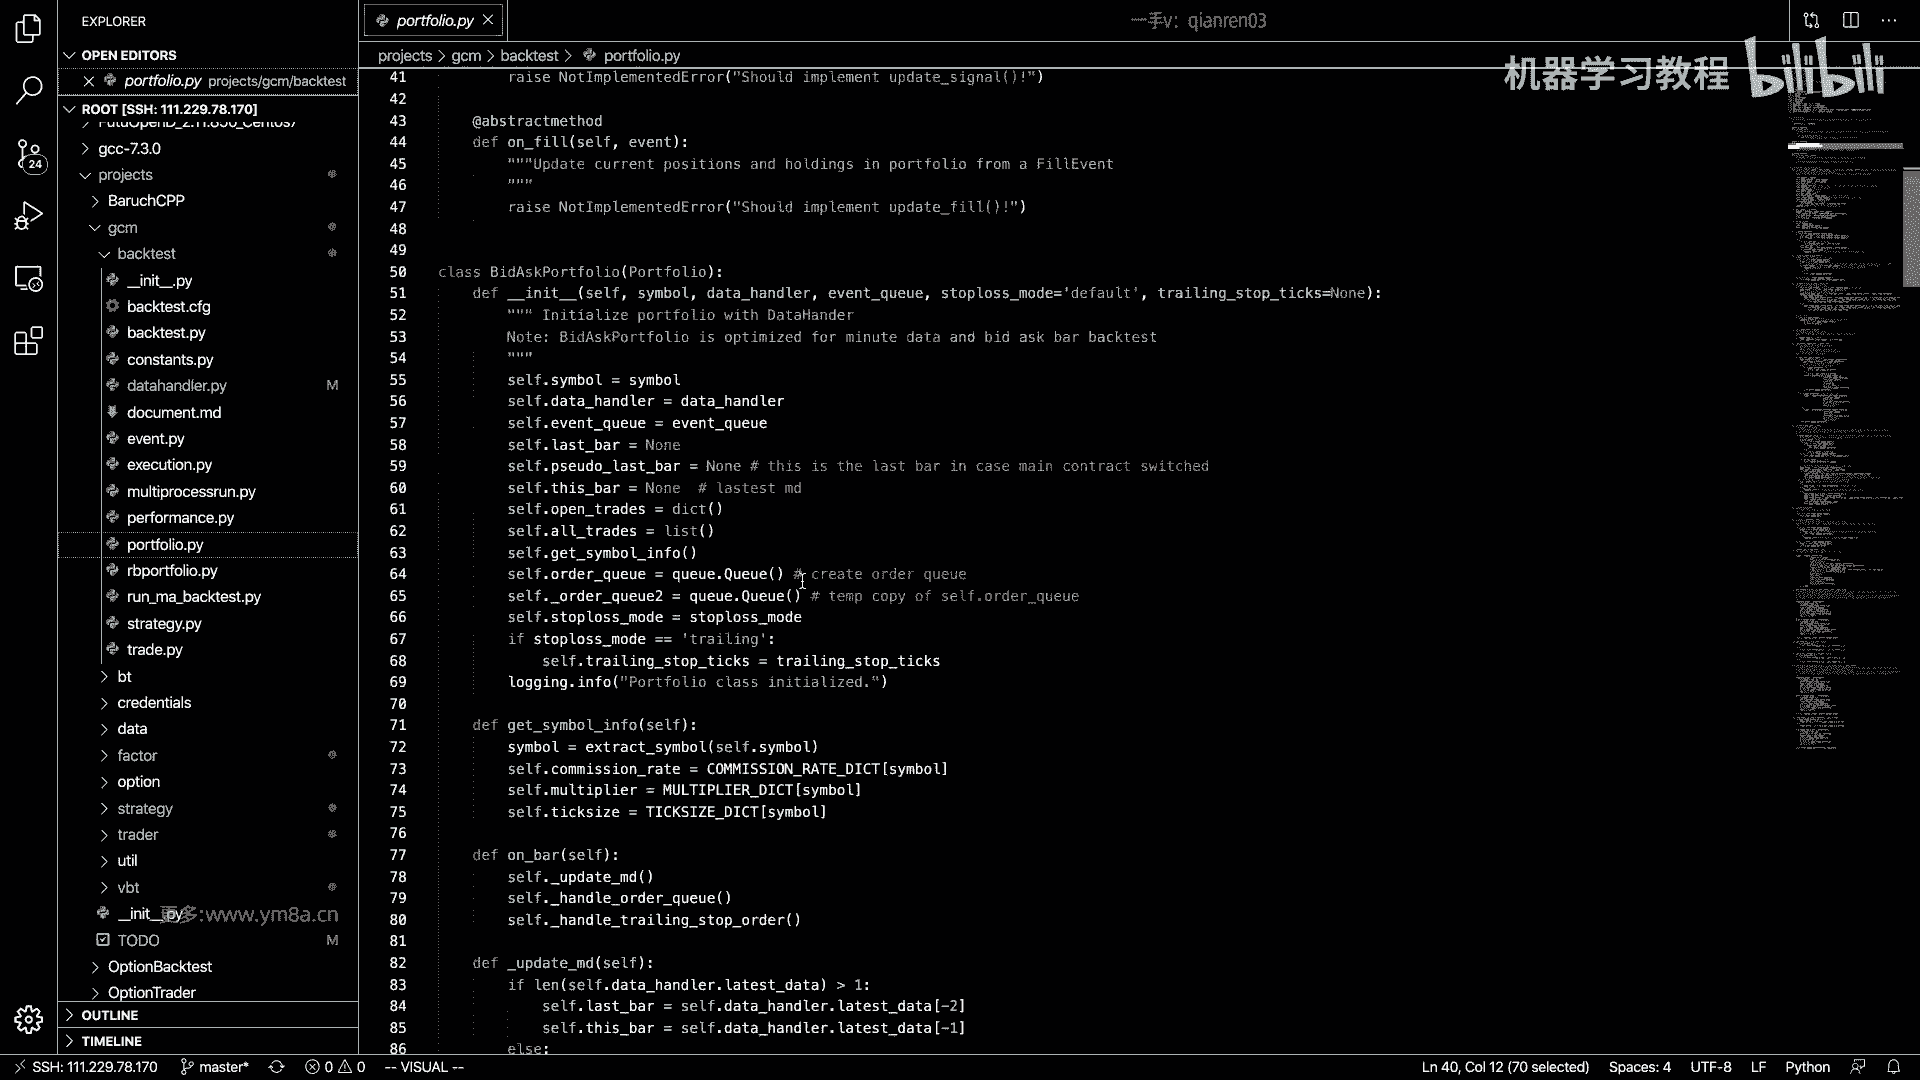 EXPLORER
OPEN EDITORS
portfolio.py projects/gcm/backtest
ROOT [SSH: 111.229.78.170]
gcc-7.3.0
projects
BaruchCPP
gcm
backtest
__init__.py
backtest.cfg
backtest.py
constants.py
datahandler.py M
document.md
event.py
execution.py
multiprocessrun.py
performance.py
portfolio.py
rbportfolio.py
run_ma_backtest.py
strategy.py
trade.py
bt
credentials
data
factor
option
strategy
trader
util
vbt
__init__.py
更多:www.ym8a.cn
TODO M
OptionBacktest
OptionTrader
OUTLINE
TIMELINE
24
portfolio.py
一手v: qianren03
机器学习教程 bilibili
projects > gcm > backtest > portfolio.py
41 raise NotImplementedError("Should implement update_signal()!")
42
43 @abstractmethod
44 def on_fill(self, event):
45 """Update current positions and holdings in portfolio from a FillEvent
46 """
47 raise NotImplementedError("Should implement update_fill()!")
48
49
50 class BidAskPortfolio(Portfolio):
51 def __init__(self, symbol, data_handler, event_queue, stoploss_mode='default', trailing_stop_ticks=None):
52 """ Initialize portfolio with DataHander
53 Note: BidAskPortfolio is optimized for minute data and bid ask bar backtest
54 """
55 self.symbol = symbol
56 self.data_handler = data_handler
57 self.event_queue = event_queue
58 self.last_bar = None
59 self.pseudo_last_bar = None # this is the last bar in case main contract switched
60 self.this_bar = None # lastest md
61 self.open_trades = dict()
62 self.all_trades = list()
63 self.get_symbol_info()
64 self.order_queue = queue.Queue() # create order queue
65 self._order_queue2 = queue.Queue() # temp copy of self.order_queue
66 self.stoploss_mode = stoploss_mode
67 if stoploss_mode == 'trailing':
68 self.trailing_stop_ticks = trailing_stop_ticks
69 logging.info("Portfolio class initialized.")
70
71 def get_symbol_info(self):
72 symbol = extract_symbol(self.symbol)
73 self.commission_rate = COMMISSION_RATE_DICT[symbol]
74 self.multiplier = MULTIPLIER_DICT[symbol]
75 self.ticksize = TICKSIZE_DICT[symbol]
76
77 def on_bar(self):
78 self._update_md()
79 self._handle_order_queue()
80 self._handle_trailing_stop_order()
81
82 def _update_md(self):
83 if len(self.data_handler.latest_data) > 1:
84 self.last_bar = self.data_handler.latest_data[-2]
85 self.this_bar = self.data_handler.latest_data[-1]
86 else:
SSH: 111.229.78.170 master* 0 0 -- VISUAL -- Ln 40, Col 12 (70 selected) Spaces: 4 UTF-8 LF Python